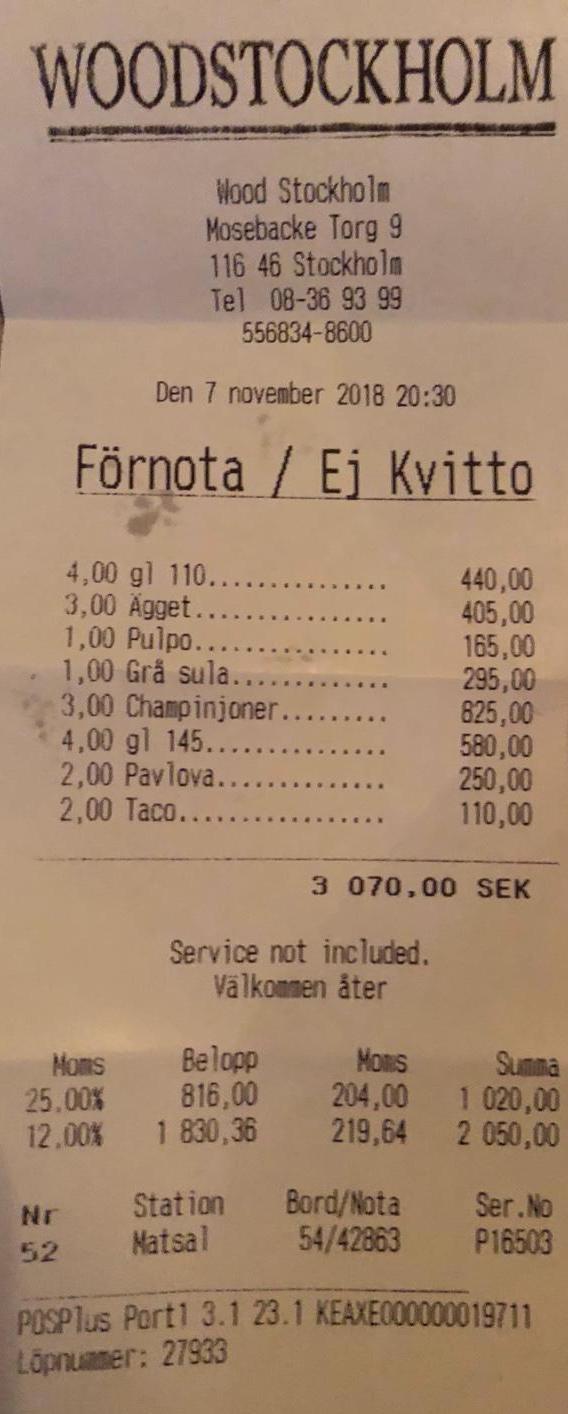 WOODSTOCKHOLM
Wood Stockholm
Mosebacke Torg 9
116 46 Stockholm
Tel 08-36 93 99
556834-8600
Den 7 november 2018 20:30
Förnota / Ej Kvitto
4,00 gl 110............... 440,00
3,00 Ägget................ 405,00
1,00 Pulpo................ 165,00
1,00 Grå sula............. 295,00
3,00 Champinjoner......... 825,00
4,00 gl 145............... 580,00
2,00 Pavlova.............. 250,00
2,00 Taco................. 110,00
3 070.00 SEK
Service not included.
Välkommen åter
Moms Belopp Moms Summa
25.00% 816,00 204,00 1 020,00
12,00% 1 830,36 219,64 2 050,00
Nr Station Bord/Nota Ser.No
52 Matsal 54/42863 P16503
POSPlus Port1 3.1 23.1 KEAXE000000019711
Löpnummer: 27933